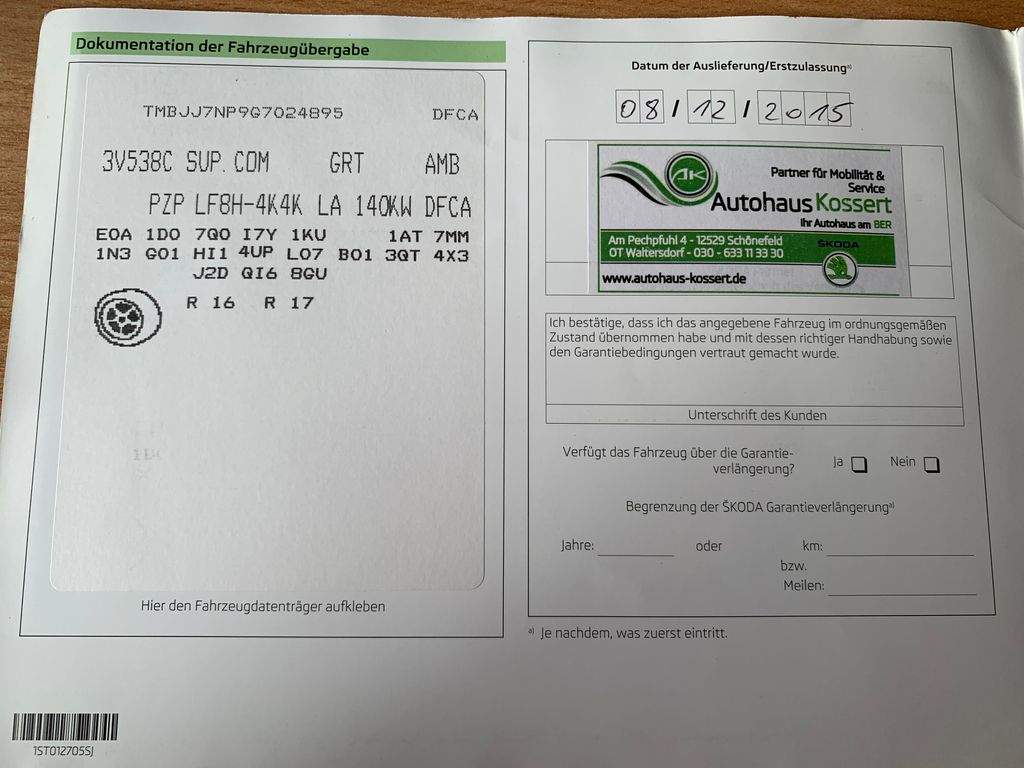 Dokumentation der Fahrzeugübergabe
TMBJJ7NP9G7024895 DFCA
3V538C SUP.COM GRT AMB
PZP LF8H-4K4K LA 140KW DFCA
E0A 1D0 7Q0 I7Y 1KU 1AT 7MM
1N3 G01 HI1 4UP L07 B01 3QT 4X3
J2D QI6 8GU
R 16 R 17
Hier den Fahrzeugdatenträger aufkleben
1ST012705SJ
Datum der Auslieferung/Erstzulassung a)
08/12/2015
AK
Partner für Mobilität &
Service
Autohaus Kossert
Ihr Autohaus am BER
Am Pechpfuhl 4 - 12529 Schönefeld
OT Waltersdorf - 030 - 633 11 33 30
ŠKODA
www.autohaus-kossert.de
Ich bestätige, dass ich das angegebene Fahrzeug im ordnungsgemäßen
Zustand übernommen habe und mit dessen richtiger Handhabung sowie
den Garantiebedingungen vertraut gemacht wurde.
Unterschrift des Kunden
Verfügt das Fahrzeug über die Garantie-
verlängerung?
Ja Nein
Begrenzung der ŠKODA Garantieverlängerung a)
Jahre: oder km:
bzw.
Meilen:
a) Je nachdem, was zuerst eintritt.